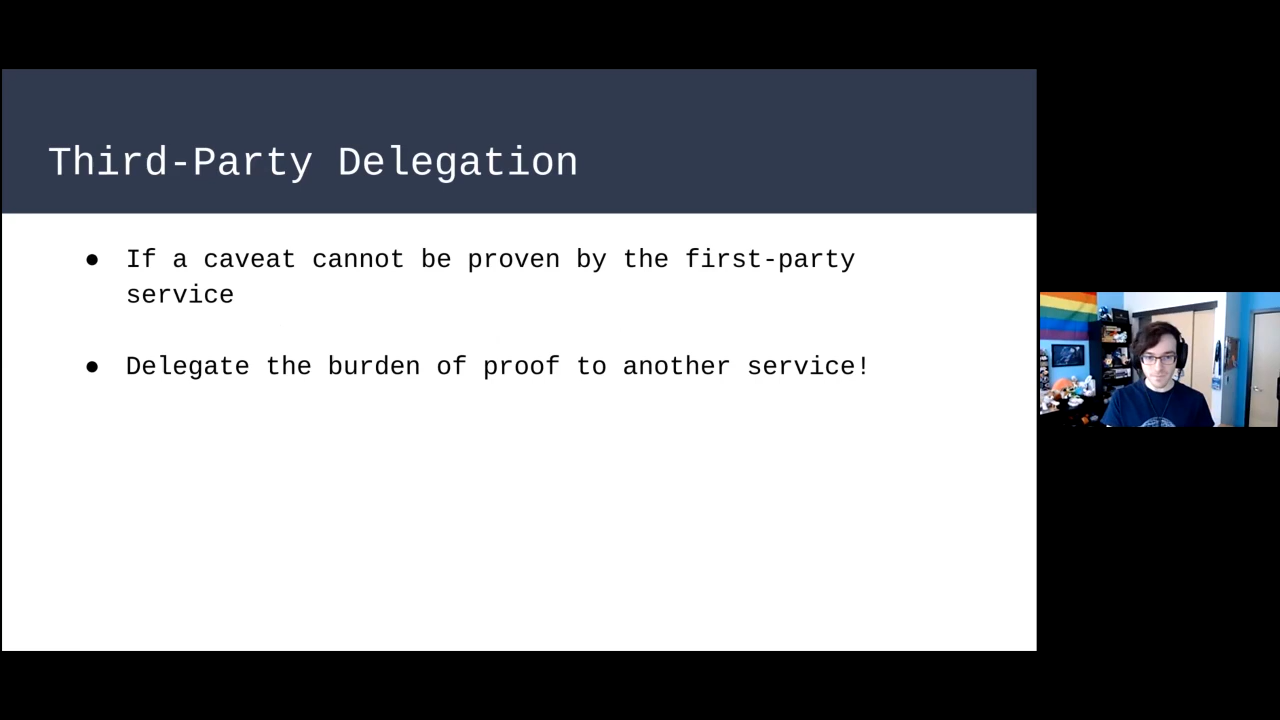 Third-Party Delegation
● If a caveat cannot be proven by the first-party
service
● Delegate the burden of proof to another service!